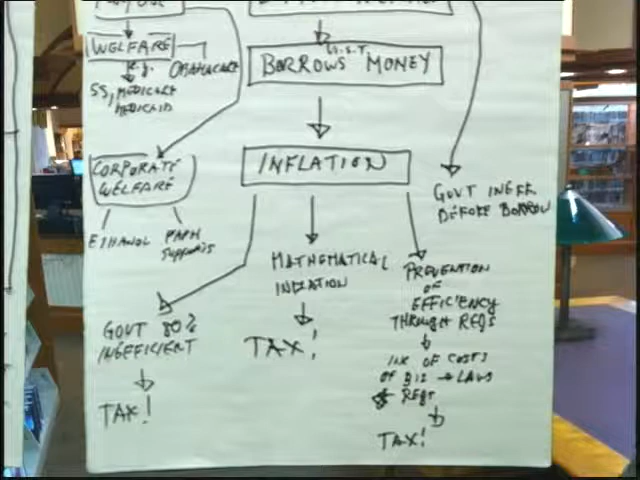 WELFARE
e.g.
OBAMACARE
SS, MEDICARE
MEDICAID
U.S.T.
BORROWS MONEY
CORPORATE
WELFARE
ETHANOL
FARM
SUPPORTS
INFLATION
GOVT INEFF.
BEFORE BORROW
GOVT 80%
INEFFICIENT
TAX!
MATHEMATICAL
INFLATION
TAX!
PREVENTION
OF
EFFICIENCY
THROUGH REGS
INK OF COSTS
OF BIZ → LAWS
& REGS
TAX!